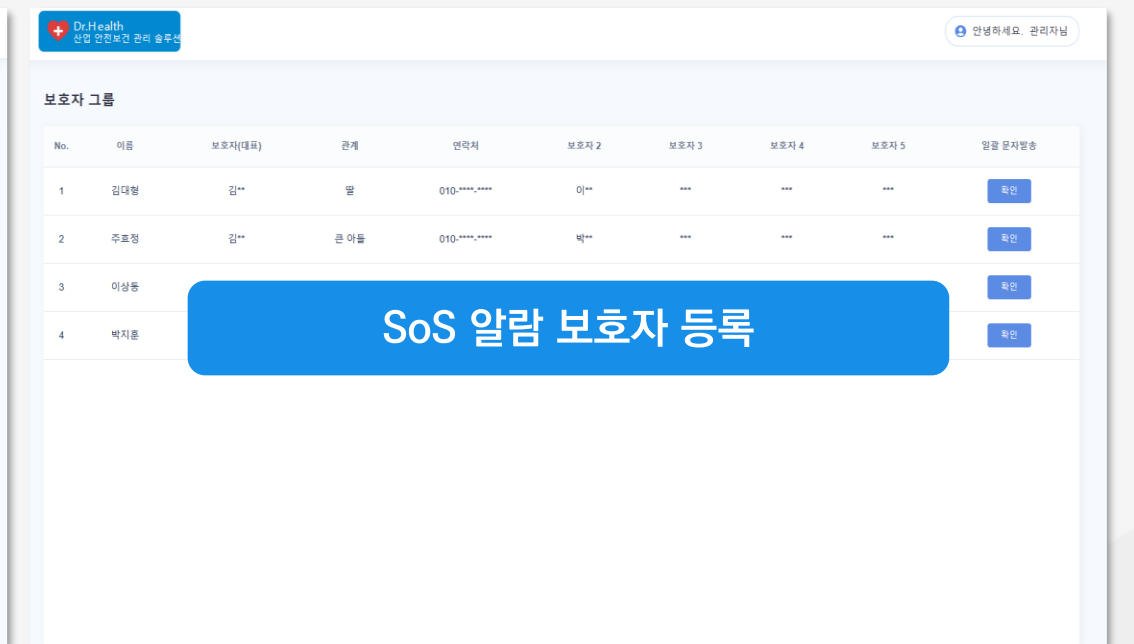 Dr.Health
산업 안전보건 관리 솔루션
안녕하세요. 관리자님
보호자 그룹
No. 이름 보호자(대표) 관계 연락처 보호자 2 보호자 3 보호자 4 보호자 5 일괄 문자발송
1 김대형 김** 딸 010-****-**** 이** *** *** *** 확인
2 주효정 김** 큰 아들 010-****-**** 박** *** *** *** 확인
3 이상동 확인
SoS 알람 보호자 등록
4 박지훈 확인